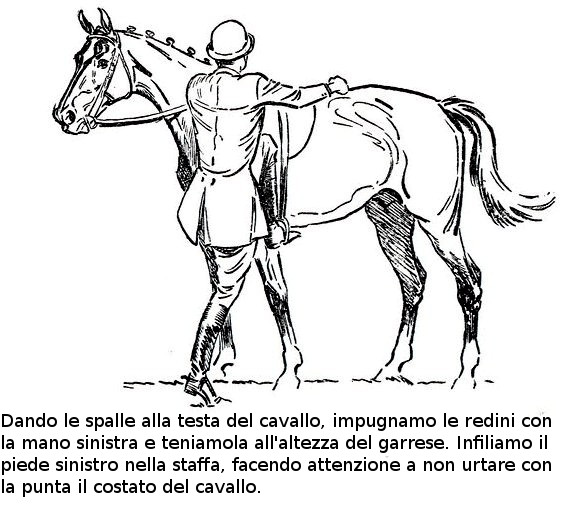 Dando le spalle alla testa del cavallo, impugnamo le redini con
la mano sinistra e teniamola all'altezza del garrese. Infiliamo il
piede sinistro nella staffa, facendo attenzione a non urtare con
la punta il costato del cavallo.